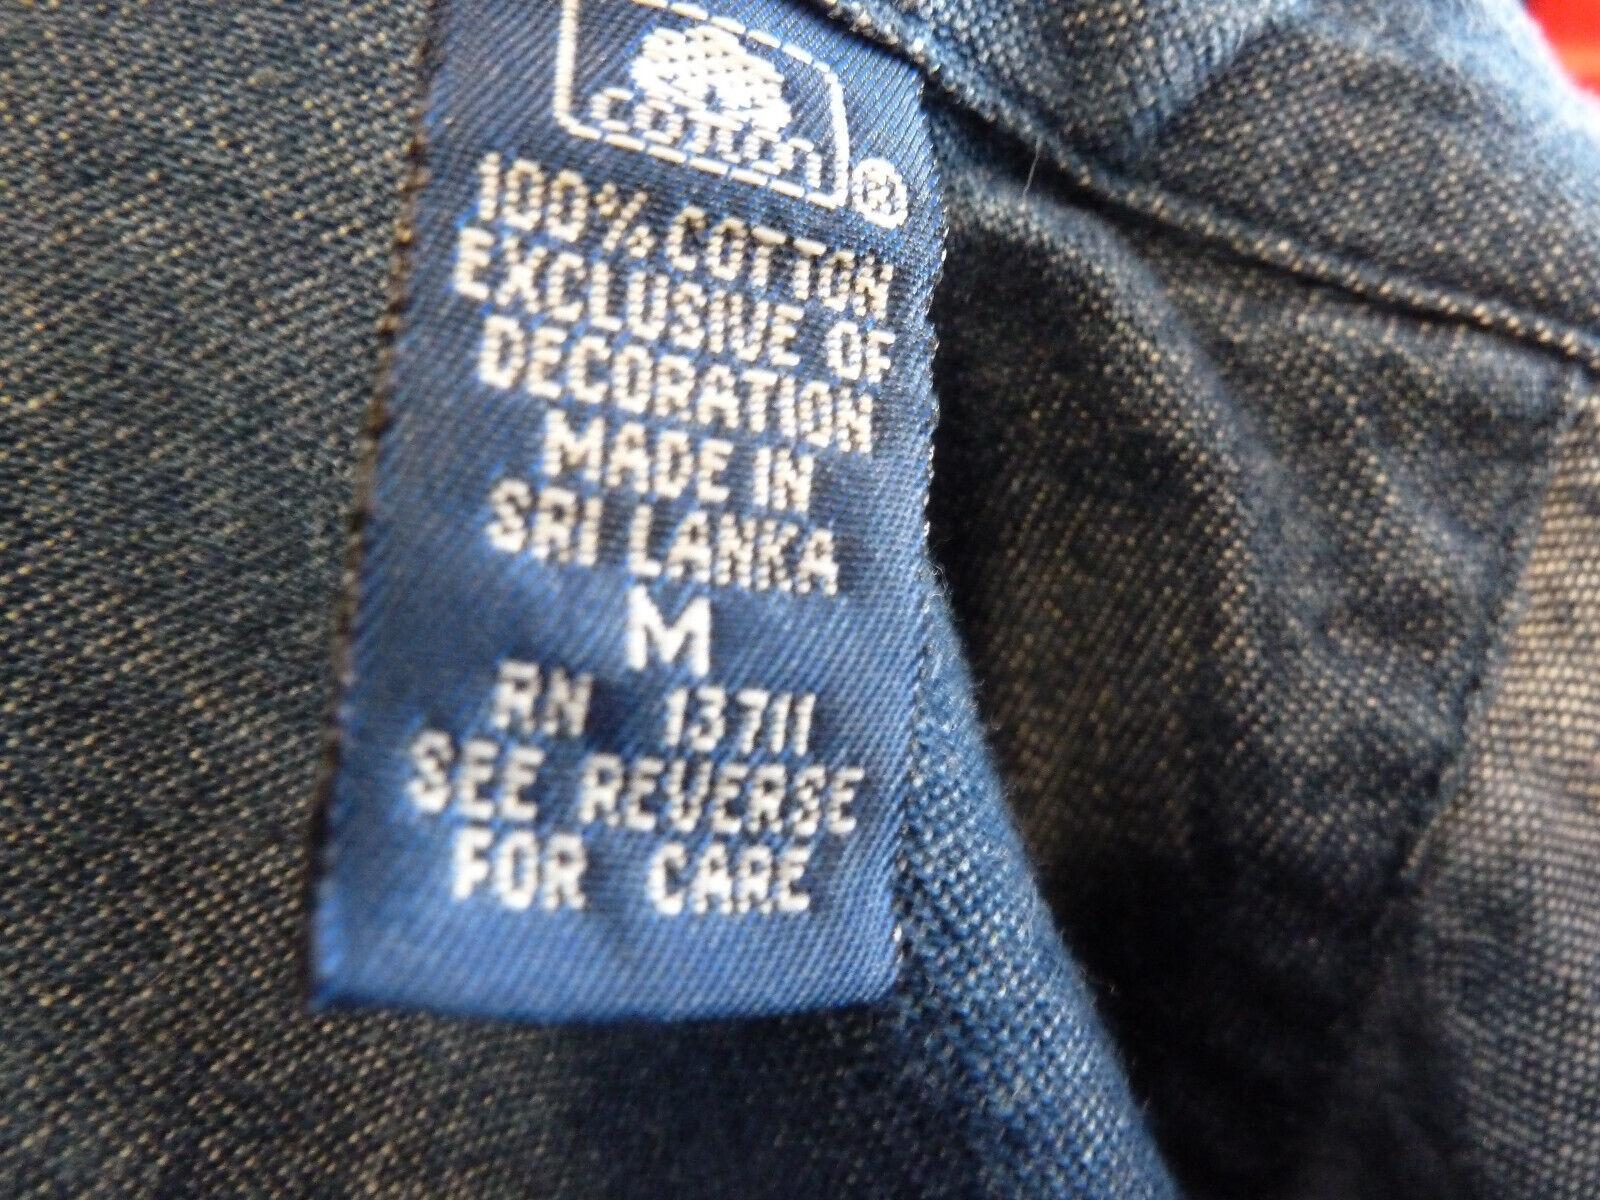 cotton
®
100% COTTON
EXCLUSIVE OF
DECORATION
MADE IN
SRI LANKA
M
RN 13711
SEE REVERSE
FOR CARE